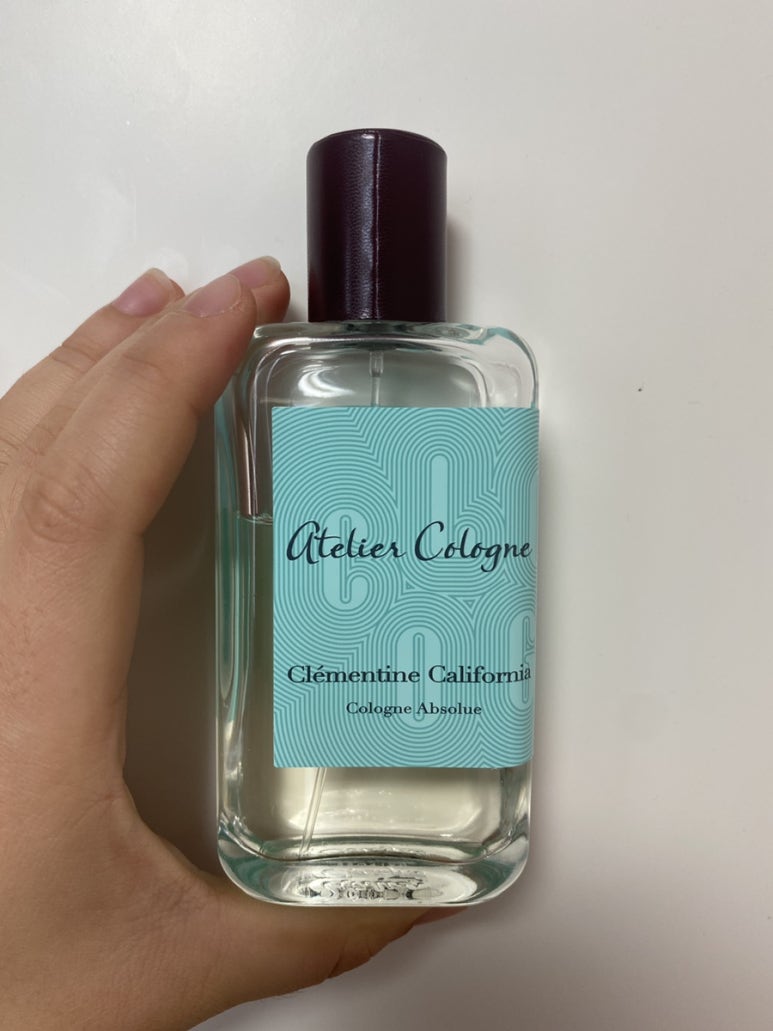 Atelier Cologne
Clémentine California
Cologne Absolue